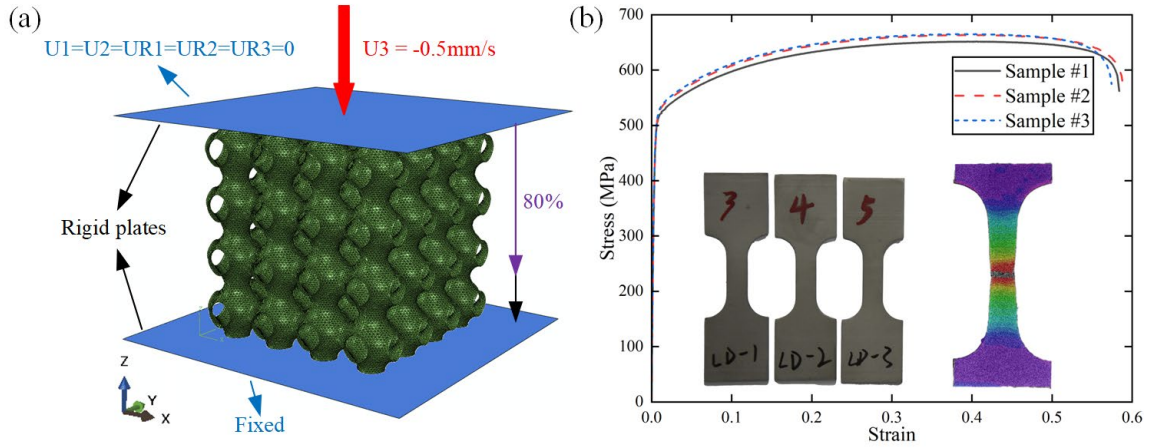 (a)
U1=U2=UR1=UR2=UR3=0
U3 = -0.5mm/s
80%
Rigid plates
Fixed
Z
Y
X
(b)
700
600
500
400
300
200
100
0
Stress (MPa)
0.0 0.1 0.2 0.3 0.4 0.5 0.6
Strain
Sample #1
Sample #2
Sample #3
3 4 5
LD-1 LD-2 LD-3